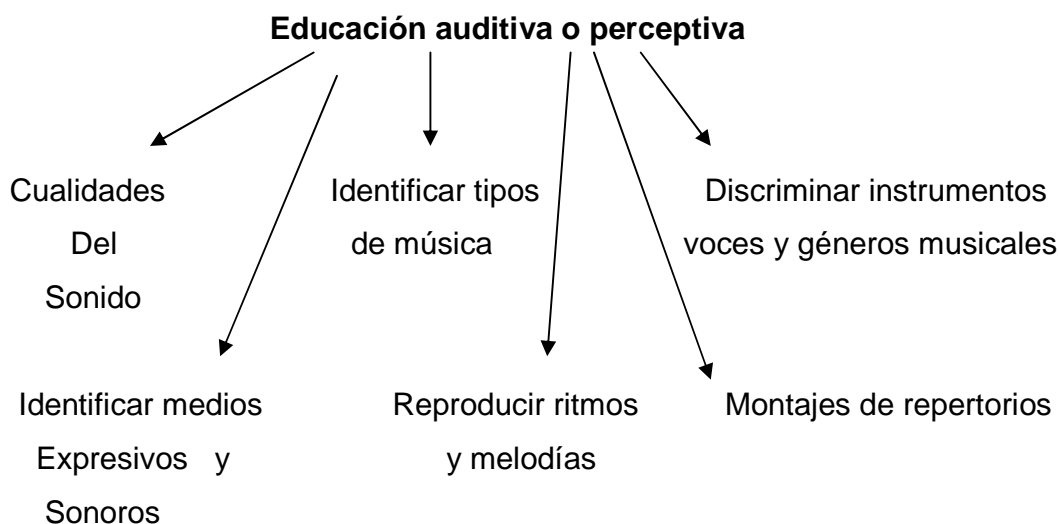 Educación auditiva o perceptiva
Cualidades
Del
Sonido
Identificar tipos
de música
Discriminar instrumentos
voces y géneros musicales
Identificar medios
Expresivos y
Sonoros
Reproducir ritmos
y melodías
Montajes de repertorios